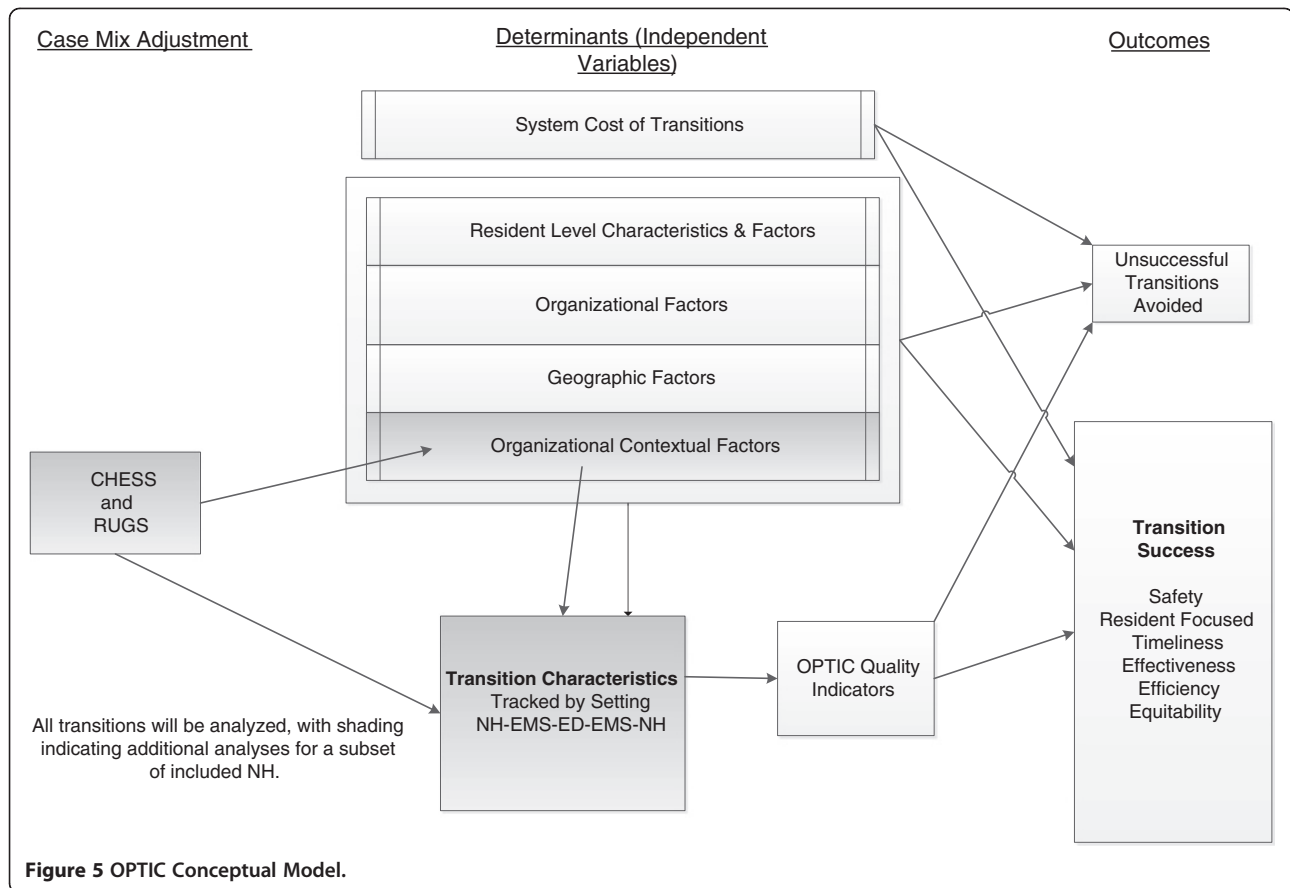 Case Mix Adjustment
Determinants (Independent
Variables)
Outcomes
System Cost of Transitions
Resident Level Characteristics & Factors
Organizational Factors
Geographic Factors
Organizational Contextual Factors
Unsuccessful
Transitions
Avoided
CHESS
and
RUGS
Transition Characteristics
Tracked by Setting
NH-EMS-ED-EMS-NH
OPTIC Quality
Indicators
Transition
Success
Safety
Resident Focused
Timeliness
Effectiveness
Efficiency
Equitability
All transitions will be analyzed, with shading
indicating additional analyses for a subset
of included NH.
Figure 5 OPTIC Conceptual Model.